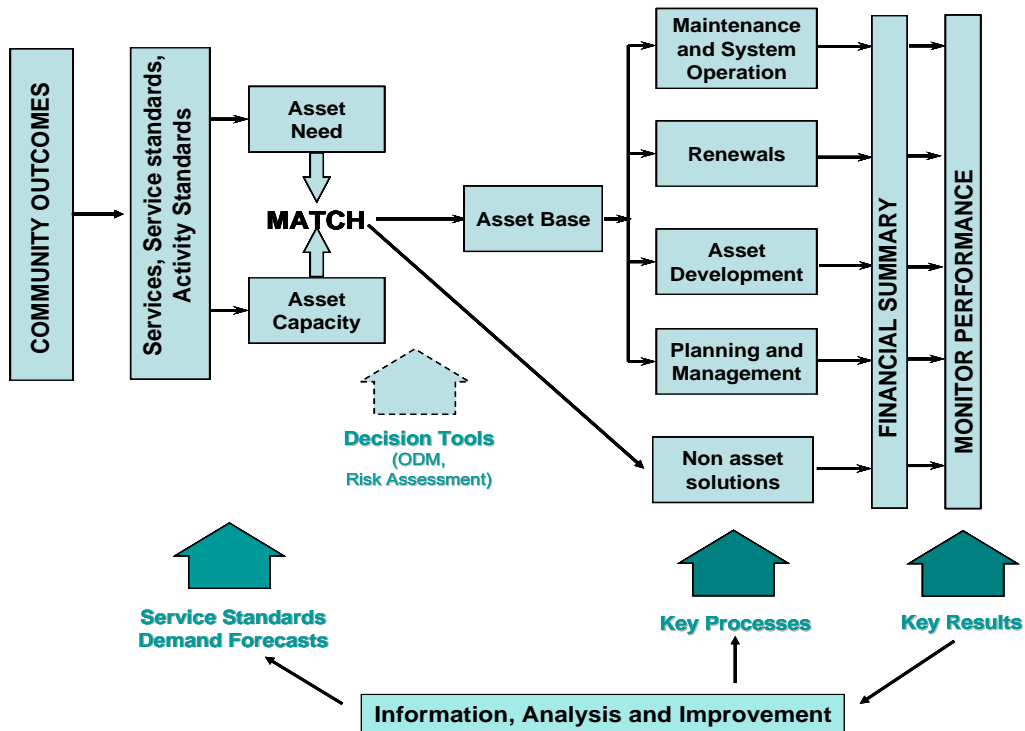 COMMUNITY OUTCOMES
Services, Service standards,
Activity Standards
Asset
Need
MATCH
Asset
Capacity
Decision Tools
(ODM,
Risk Assessment)
Asset Base
Maintenance
and System
Operation
Renewals
Asset
Development
Planning and
Management
Non asset
solutions
FINANCIAL SUMMARY
MONITOR PERFORMANCE
Service Standards
Demand Forecasts
Key Processes
Key Results
Information, Analysis and Improvement